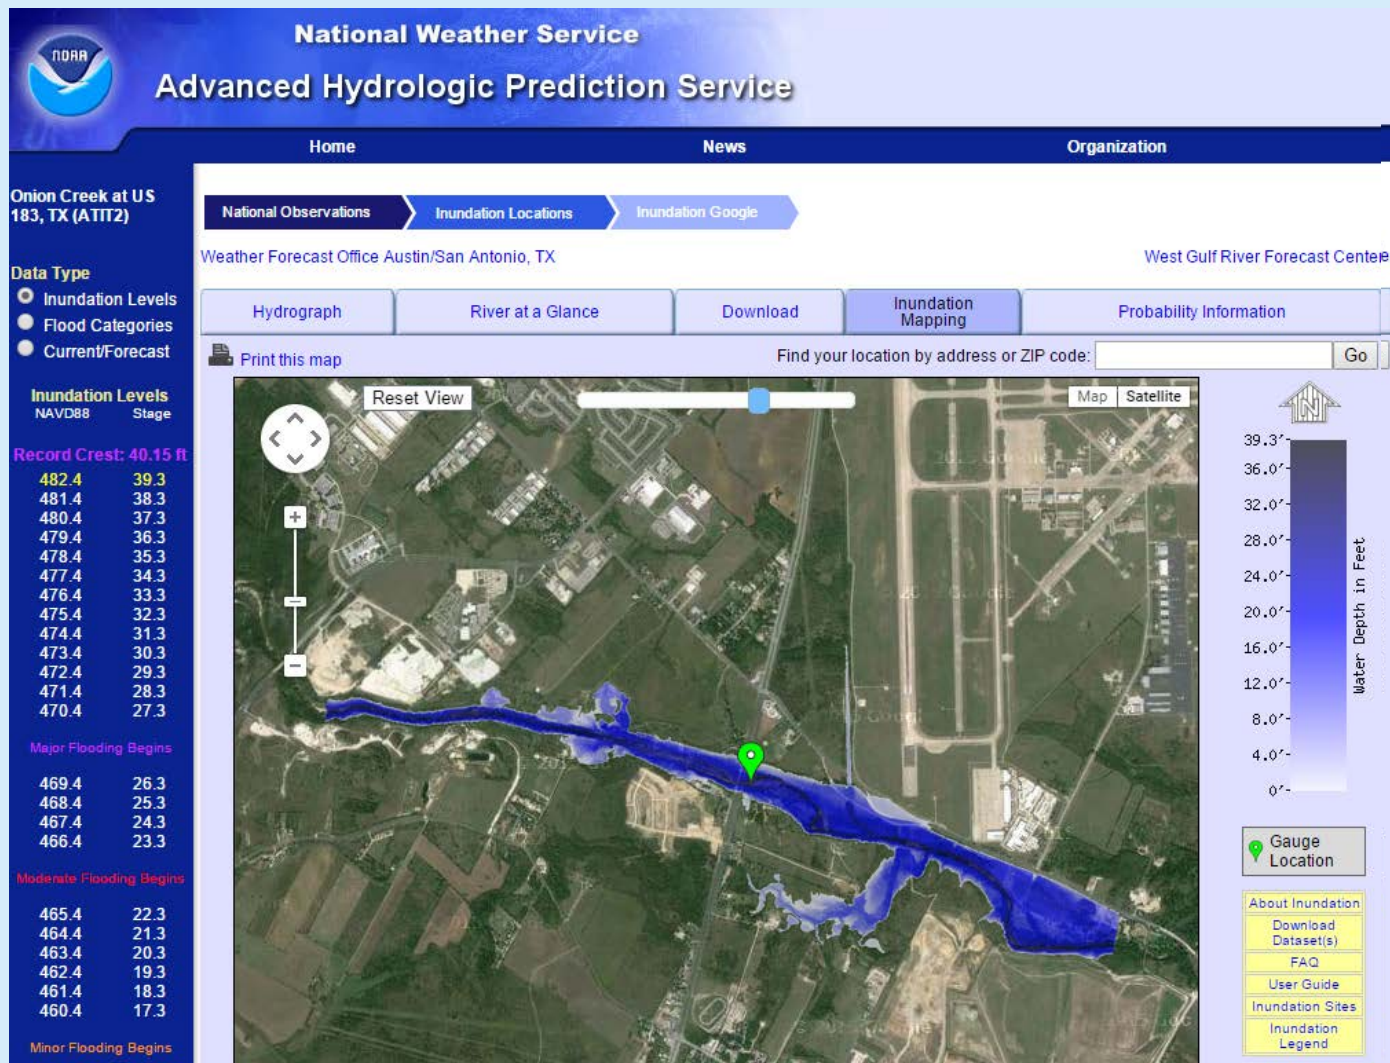 NOAA
National Weather Service
Advanced Hydrologic Prediction Service
Home News Organization
Onion Creek at US
183, TX (ATIT2)
Data Type
Inundation Levels
Flood Categories
Current/Forecast
Inundation Levels
NAVD88 Stage
Record Crest: 40.15 ft
482.4 39.3
481.4 38.3
480.4 37.3
479.4 36.3
478.4 35.3
477.4 34.3
476.4 33.3
475.4 32.3
474.4 31.3
473.4 30.3
472.4 29.3
471.4 28.3
470.4 27.3
Major Flooding Begins
469.4 26.3
468.4 25.3
467.4 24.3
466.4 23.3
Moderate Flooding Begins
465.4 22.3
464.4 21.3
463.4 20.3
462.4 19.3
461.4 18.3
460.4 17.3
Minor Flooding Begins
National Observations Inundation Locations Inundation Google
Weather Forecast Office Austin/San Antonio, TX West Gulf River Forecast Cente
Hydrograph River at a Glance Download Inundation Mapping Probability Information
Print this map Find your location by address or ZIP code: Go
Reset View Map Satellite
N
39.3'
36.0'
32.0'
28.0'
24.0'
20.0'
16.0'
12.0'
8.0'
4.0'
0'
Water Depth in Feet
Gauge
Location
About Inundation
Download
Dataset(s)
FAQ
User Guide
Inundation Sites
Inundation
Legend